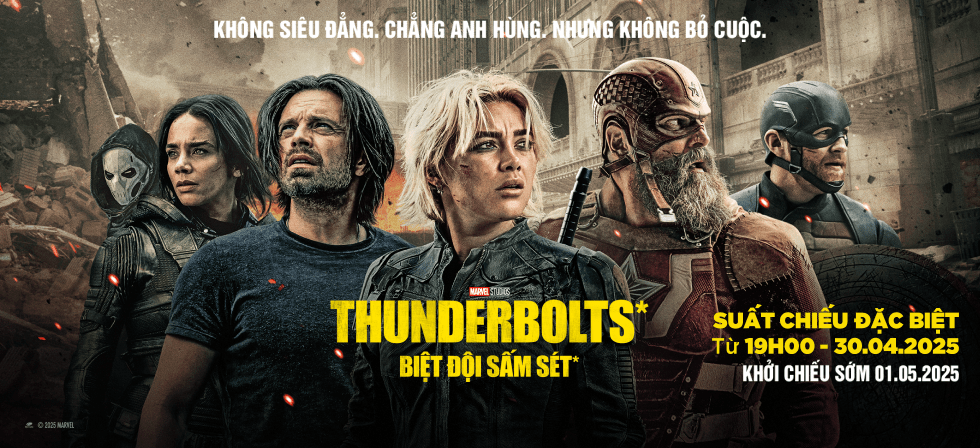 KHÔNG SIÊU ĐẲNG. CHẲNG ANH HÙNG. NHƯNG KHÔNG BỎ CUỘC.
MARVEL STUDIOS
THUNDERBOLTS*
BIỆT ĐỘI SẤM SÉT*
SUẤT CHIẾU ĐẶC BIỆT
Từ 19H00 - 30.04.2025
KHỞI CHIẾU SỚM 01.05.2025
© 2025 MARVEL